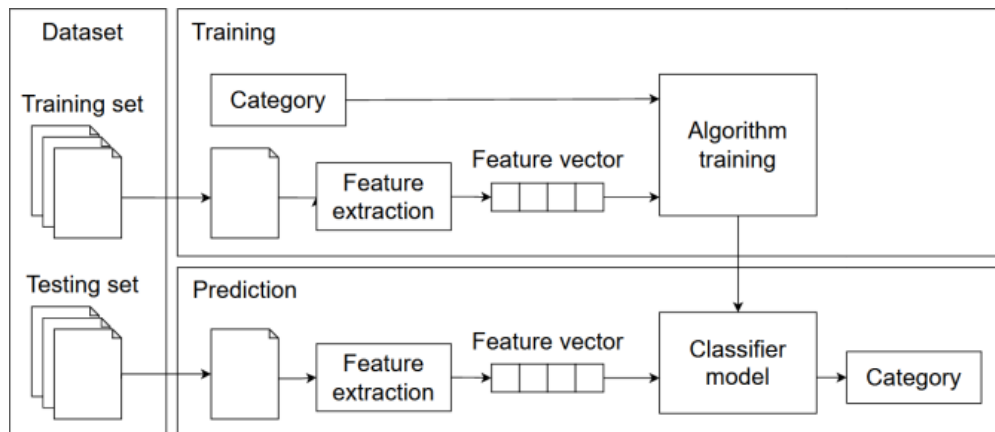 Dataset
Training set
Testing set
Training
Category
Feature
extraction
Feature vector
Algorithm
training
Prediction
Feature
extraction
Feature vector
Classifier
model
Category